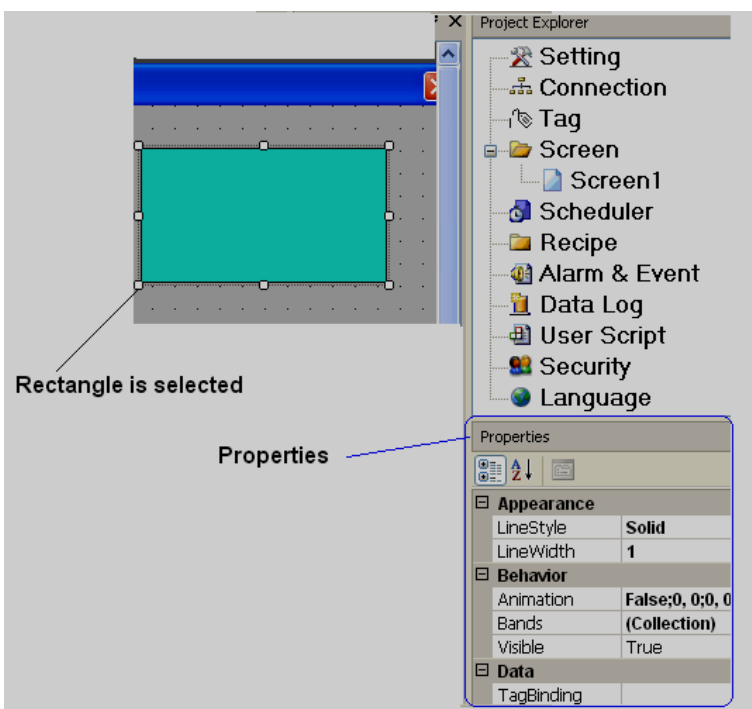 Project Explorer
Setting
Connection
Tag
Screen
Screen1
Scheduler
Recipe
Alarm & Event
Data Log
User Script
Security
Language
Rectangle is selected
Properties
Properties
Appearance
LineStyle Solid
LineWidth 1
Behavior
Animation False;0, 0;0, 0
Bands (Collection)
Visible True
Data
TagBinding